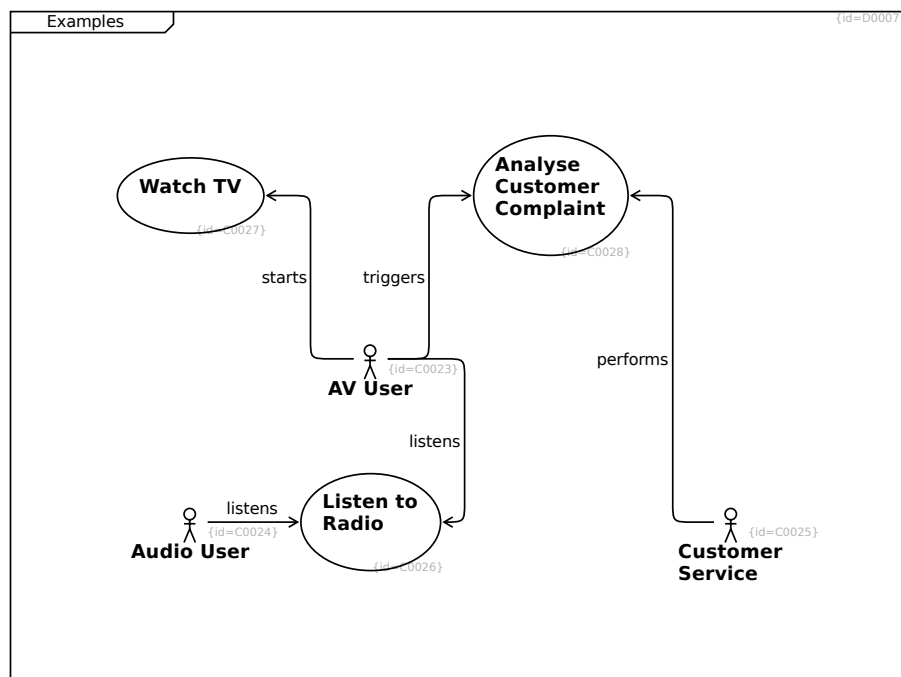 Examples
{id=D0007
Watch TV
{id=C0027}
Analyse
Customer
Complaint
{id=C0028}
starts
triggers
performs
{id=C0023}
AV User
listens
listens
Listen to
Radio
{id=C0024}
Audio User
{id=C0026}
{id=C0025}
Customer
Service